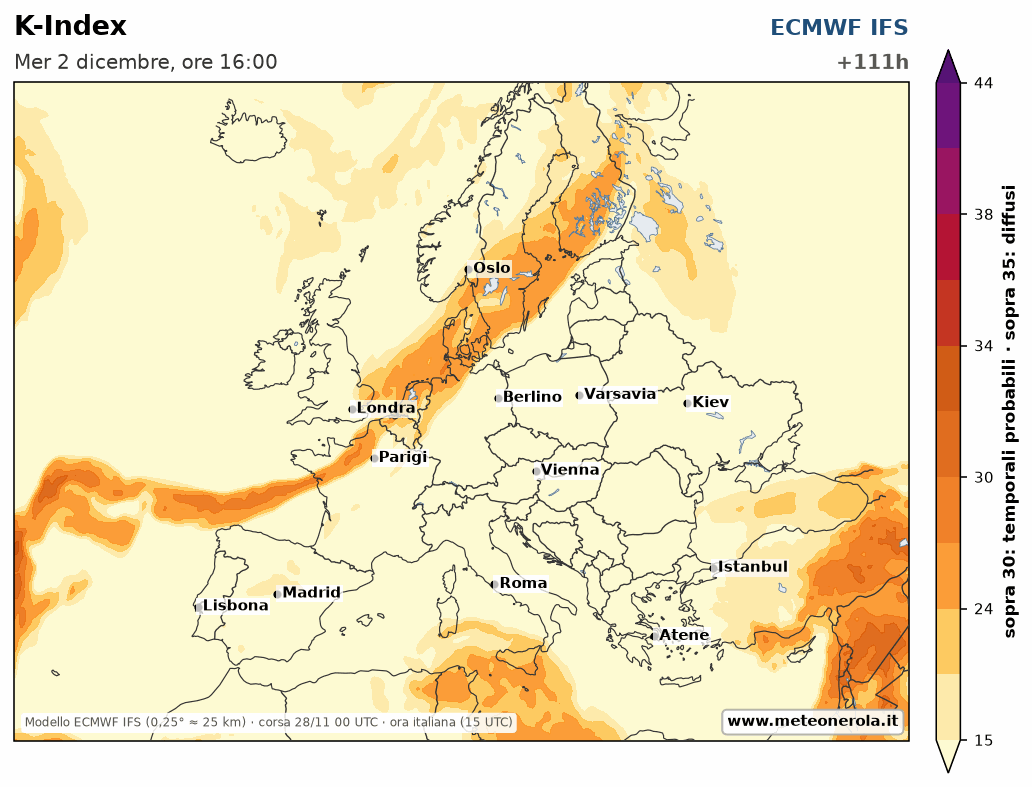 K-Index
ECMWF IFS
Mer 2 dicembre, ore 16:00
+111h
44
38
34
30
24
15
sopra 30: temporali probabili · sopra 35: diffusi
Oslo
Londra
Berlino
Varsavia
Kiev
Parigi
Vienna
Istanbul
Roma
Madrid
Lisbona
Atene
Modello ECMWF IFS (0,25° ≈ 25 km) · corsa 28/11 00 UTC · ora italiana (15 UTC)
www.meteonerola.it